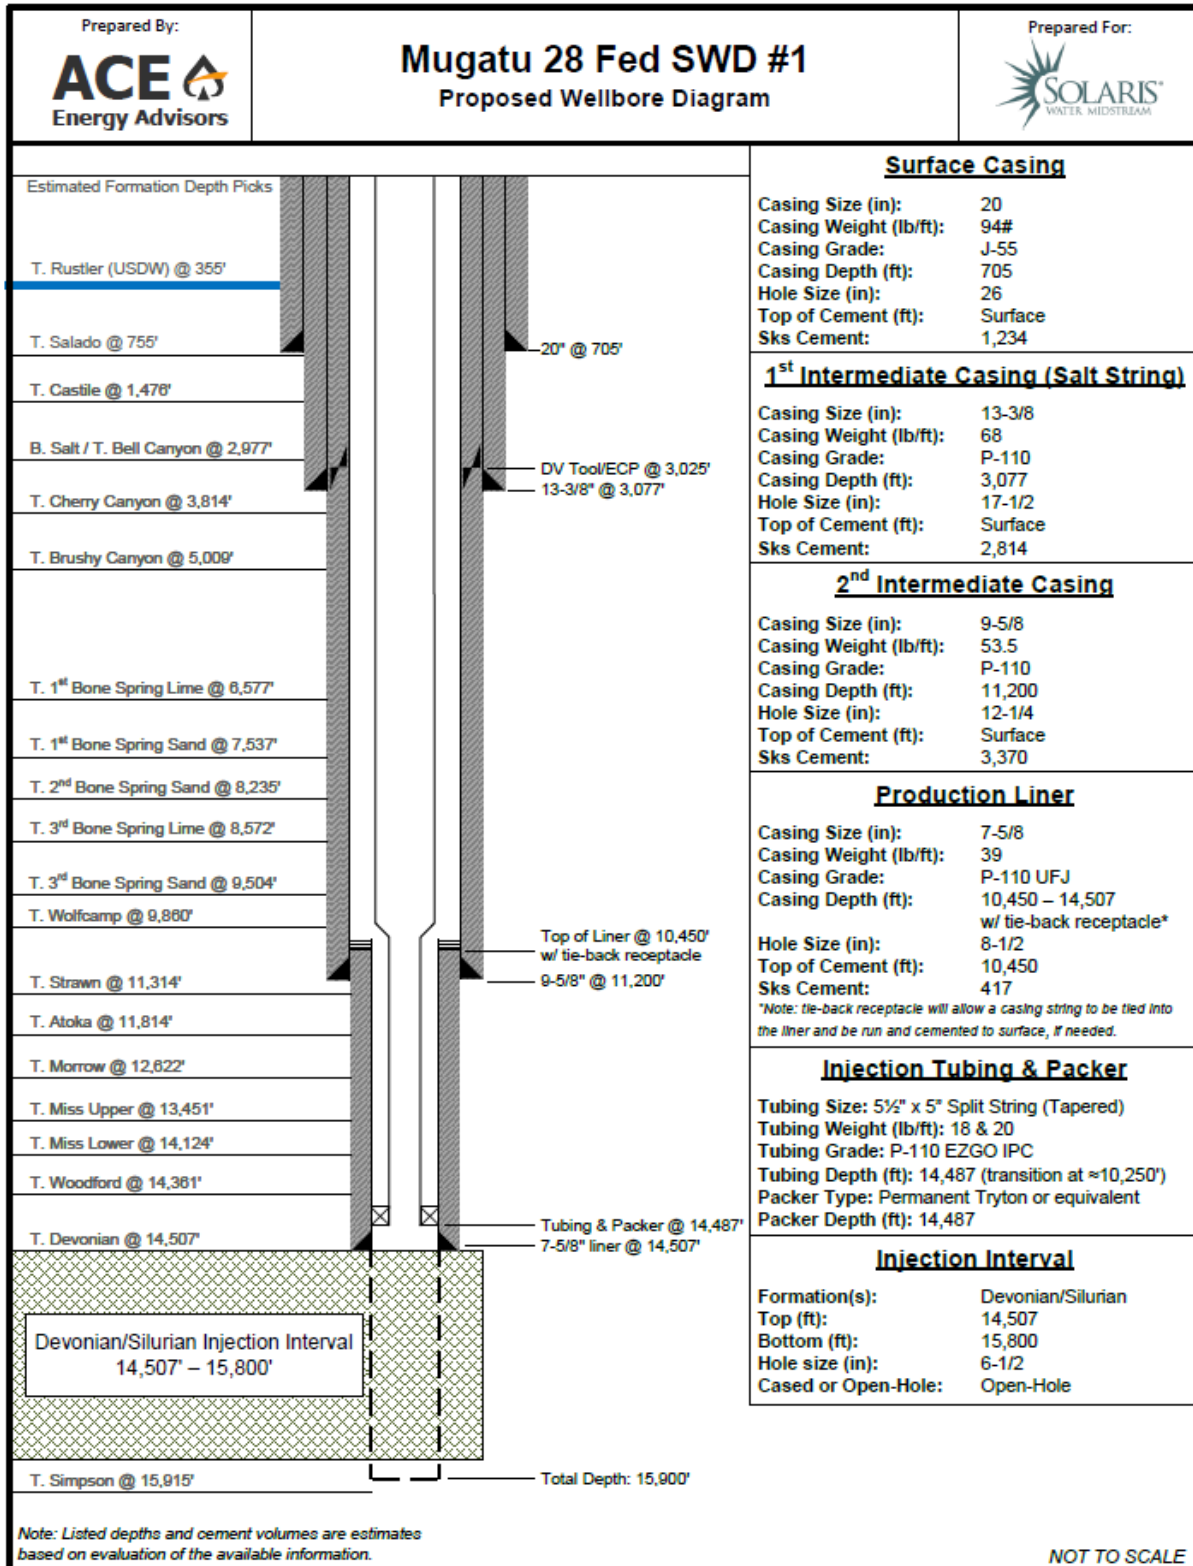 Prepared By:
ACE
Energy Advisors
Mugatu 28 Fed SWD #1
Proposed Wellbore Diagram
Prepared For:
SOLARIS
WATER MIDSTREAM
Estimated Formation Depth Picks
T. Rustler (USDW) @ 355'
T. Salado @ 755'
T. Castile @ 1,476'
B. Salt / T. Bell Canyon @ 2,977'
T. Cherry Canyon @ 3,814'
T. Brushy Canyon @ 5,009'
T. 1st Bone Spring Lime @ 6,577'
T. 1st Bone Spring Sand @ 7,537'
T. 2nd Bone Spring Sand @ 8,235'
T. 3rd Bone Spring Lime @ 8,572'
T. 3rd Bone Spring Sand @ 9,504'
T. Wolfcamp @ 9,860'
T. Strawn @ 11,314'
T. Atoka @ 11,814'
T. Morrow @ 12,622'
T. Miss Upper @ 13,451'
T. Miss Lower @ 14,124'
T. Woodford @ 14,361'
T. Devonian @ 14,507'
Devonian/Silurian Injection Interval
14,507' – 15,800'
T. Simpson @ 15,915'
20" @ 705'
DV Tool/ECP @ 3,025'
13-3/8" @ 3,077'
Top of Liner @ 10,450'
w/ tie-back receptacle
9-5/8" @ 11,200'
Tubing & Packer @ 14,487'
7-5/8" liner @ 14,507'
Total Depth: 15,900'
Surface Casing
Casing Size (in): 20
Casing Weight (lb/ft): 94#
Casing Grade: J-55
Casing Depth (ft): 705
Hole Size (in): 26
Top of Cement (ft): Surface
Sks Cement: 1,234
1st Intermediate Casing (Salt String)
Casing Size (in): 13-3/8
Casing Weight (lb/ft): 68
Casing Grade: P-110
Casing Depth (ft): 3,077
Hole Size (in): 17-1/2
Top of Cement (ft): Surface
Sks Cement: 2,814
2nd Intermediate Casing
Casing Size (in): 9-5/8
Casing Weight (lb/ft): 53.5
Casing Grade: P-110
Casing Depth (ft): 11,200
Hole Size (in): 12-1/4
Top of Cement (ft): Surface
Sks Cement: 3,370
Production Liner
Casing Size (in): 7-5/8
Casing Weight (lb/ft): 39
Casing Grade: P-110 UFJ
Casing Depth (ft): 10,450 – 14,507
w/ tie-back receptacle*
Hole Size (in): 8-1/2
Top of Cement (ft): 10,450
Sks Cement: 417
*Note: tie-back receptacle will allow a casing string to be tied into
the liner and be run and cemented to surface, if needed.
Injection Tubing & Packer
Tubing Size: 5½" x 5" Split String (Tapered)
Tubing Weight (lb/ft): 18 & 20
Tubing Grade: P-110 EZGO IPC
Tubing Depth (ft): 14,487 (transition at ≈10,250')
Packer Type: Permanent Tryton or equivalent
Packer Depth (ft): 14,487
Injection Interval
Formation(s): Devonian/Silurian
Top (ft): 14,507
Bottom (ft): 15,800
Hole size (in): 6-1/2
Cased or Open-Hole: Open-Hole
Note: Listed depths and cement volumes are estimates
based on evaluation of the available information.
NOT TO SCALE